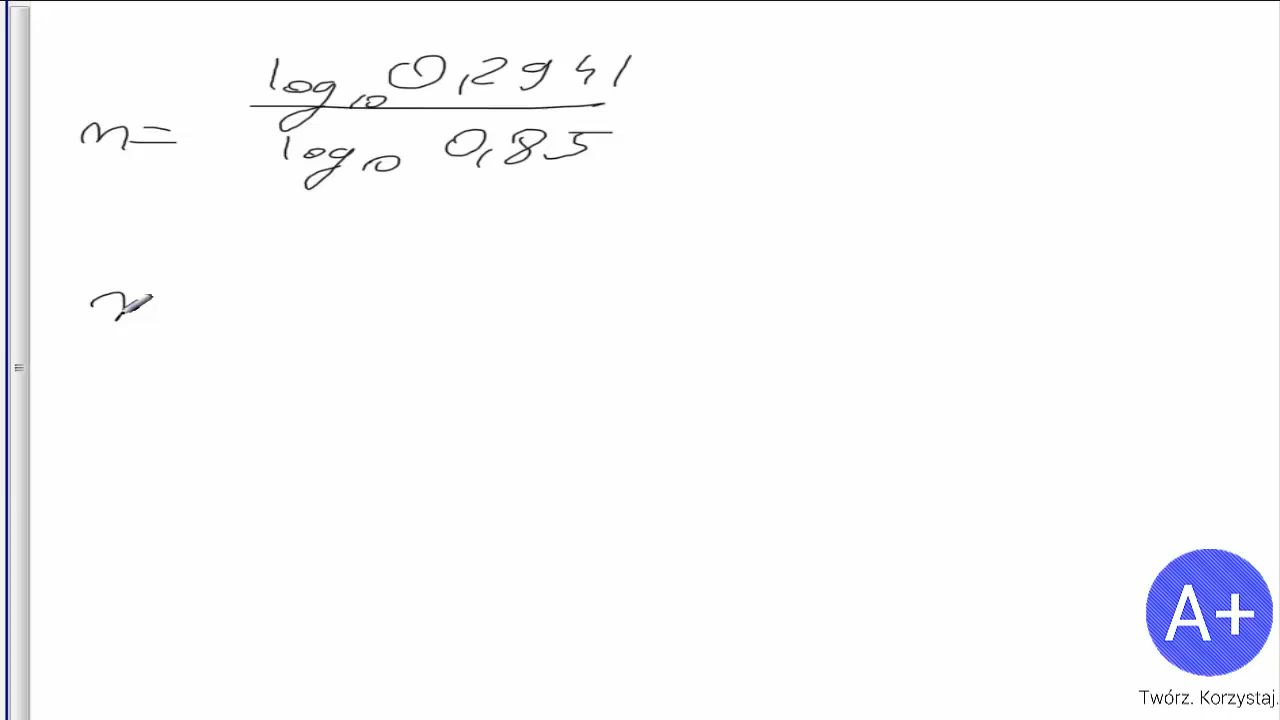 n = log₁₀ 0,2941 / log₁₀ 0,85
n
A+
Twórz. Korzystaj.